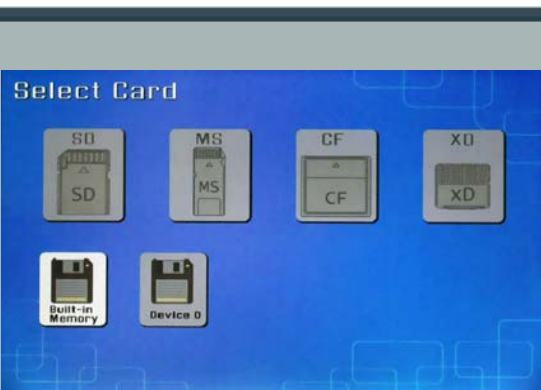 Select Card
SD MS CF XD
SD MS CF xD
Built-in
Memory
Device 0